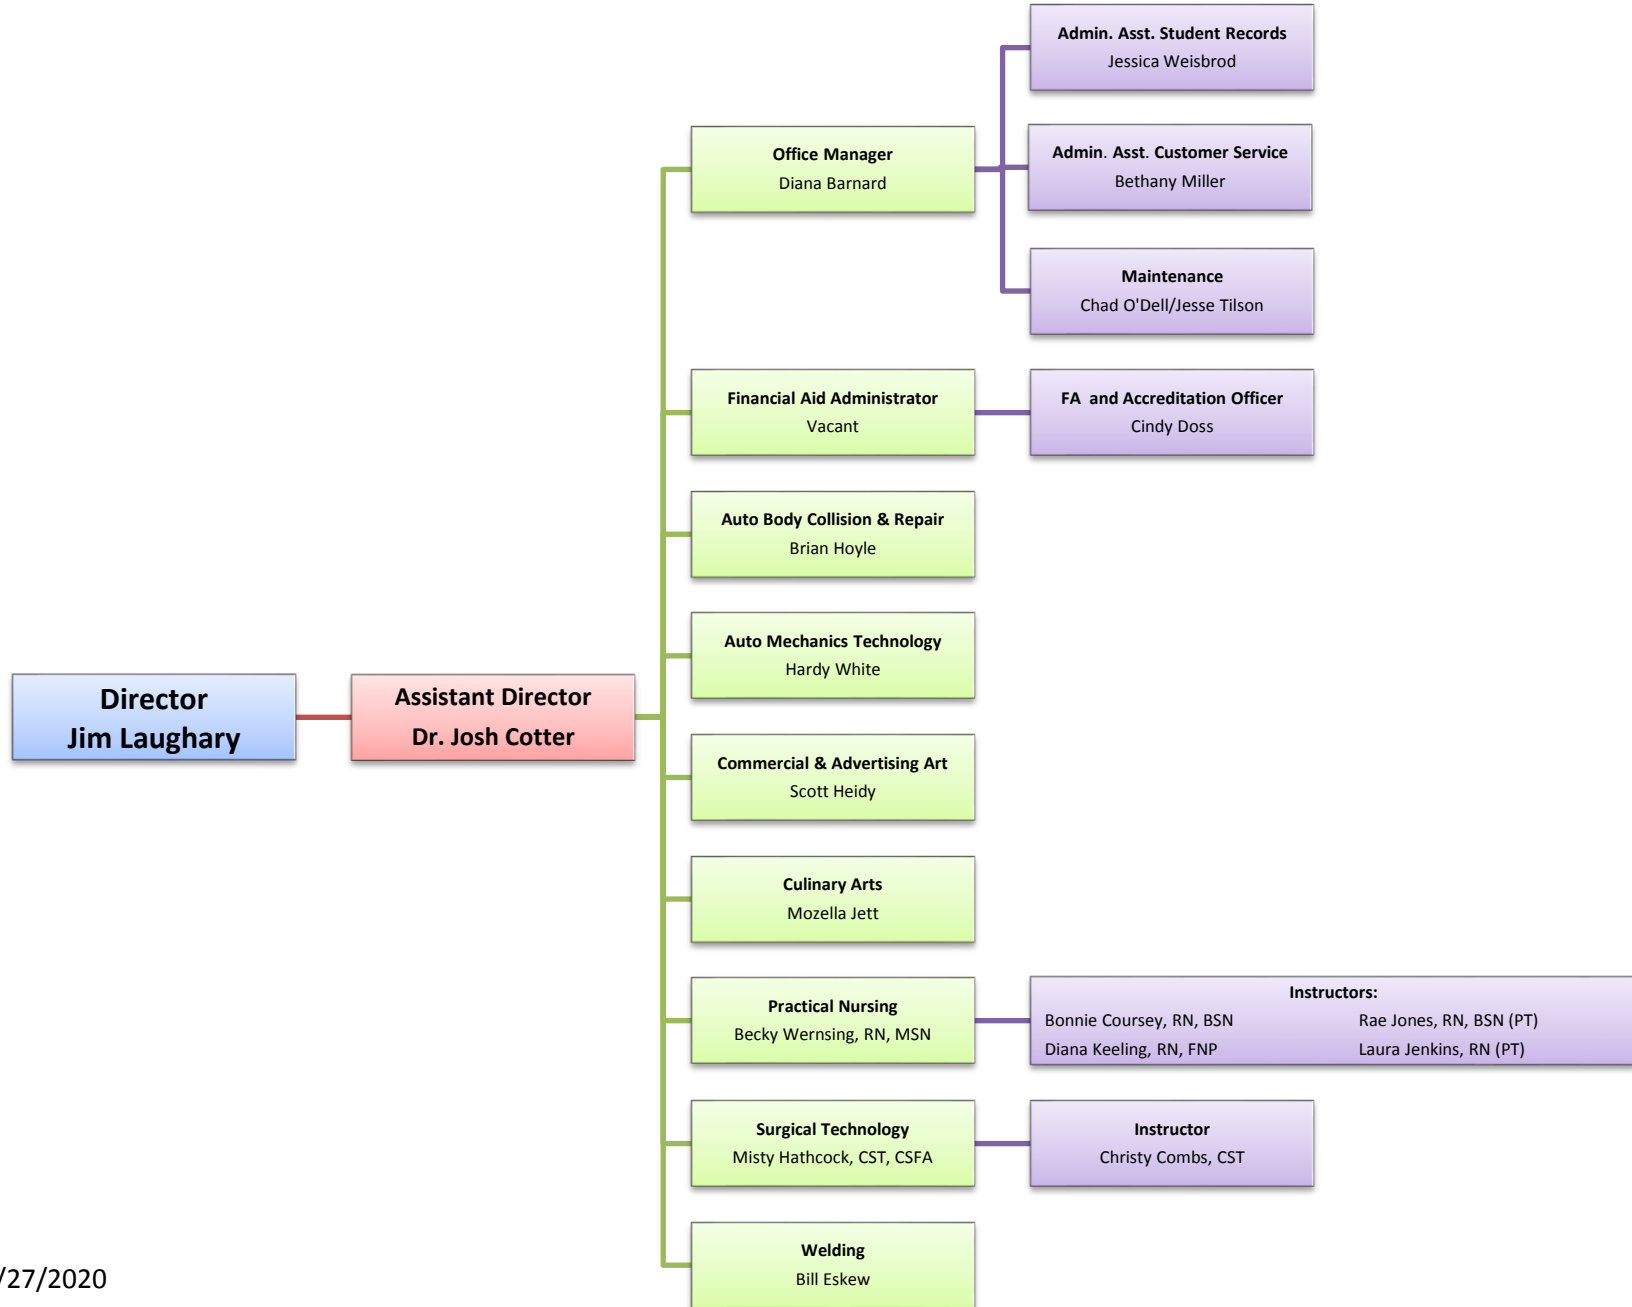 Admin. Asst. Student Records
Jessica Weisbrod
Office Manager
Diana Barnard
Admin. Asst. Customer Service
Bethany Miller
Maintenance
Chad O'Dell/Jesse Tilson
Financial Aid Administrator
Vacant
FA and Accreditation Officer
Cindy Doss
Auto Body Collision & Repair
Brian Hoyle
Auto Mechanics Technology
Hardy White
Director
Jim Laughary
Assistant Director
Dr. Josh Cotter
Commercial & Advertising Art
Scott Heidy
Culinary Arts
Mozella Jett
Practical Nursing
Becky Wernsing, RN, MSN
Instructors:
Bonnie Coursey, RN, BSN Rae Jones, RN, BSN (PT)
Diana Keeling, RN, FNP Laura Jenkins, RN (PT)
Surgical Technology
Misty Hathcock, CST, CSFA
Instructor
Christy Combs, CST
Welding
Bill Eskew
/27/2020